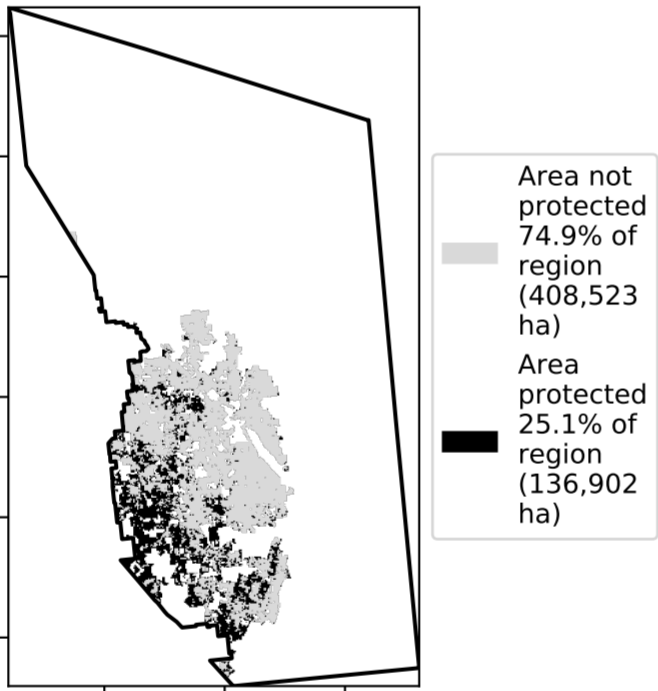 Area not
protected
74.9% of
region
(408,523
ha)
Area
protected
25.1% of
region
(136,902
ha)